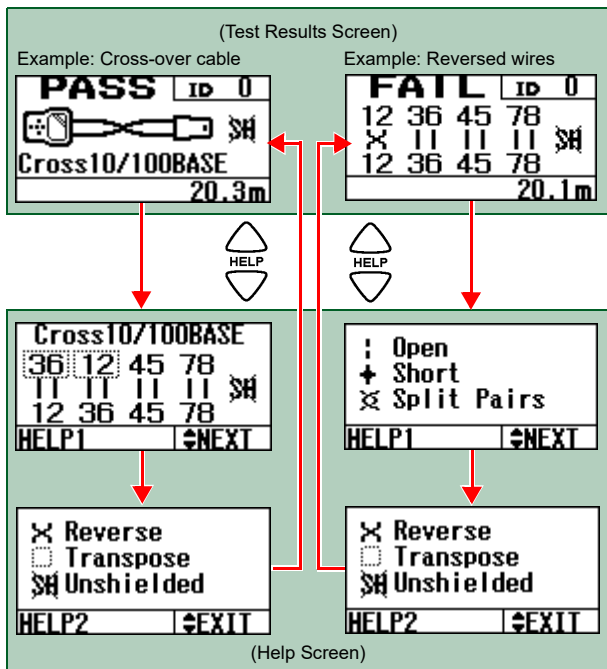 (Test Results Screen)
Example: Cross-over cable
PASS ID 0
Cross10/100BASE
20.3m
Example: Reversed wires
FAIL ID 0
12 36 45 78
SH
12 36 45 78
20.1m
HELP
HELP
Cross10/100BASE
36 12 45 78
SH
12 36 45 78
HELP1 NEXT
Open
Short
Split Pairs
HELP1 NEXT
Reverse
Transpose
SH Unshielded
HELP2 EXIT
Reverse
Transpose
SH Unshielded
HELP2 EXIT
(Help Screen)